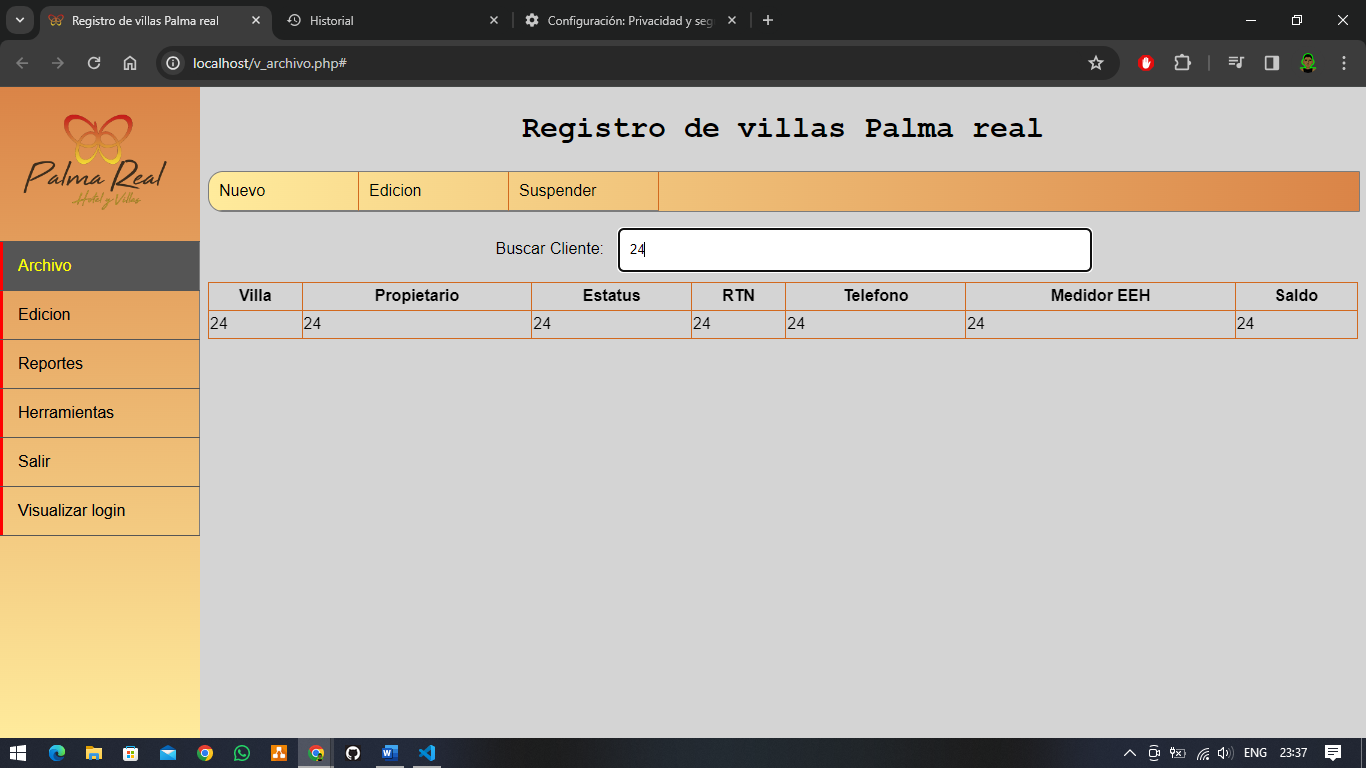 Registro de villas Palma real
Historial
Configuración: Privacidad y seg
localhost/v_archivo.php#
Palma Real
Hotel y Villas
Registro de villas Palma real
Nuevo Edicion Suspender
Buscar Cliente: 24
Villa Propietario Estatus RTN Telefono Medidor EEH Saldo
24 24 24 24 24 24 24
Archivo
Edicion
Reportes
Herramientas
Salir
Visualizar login
ENG 23:37